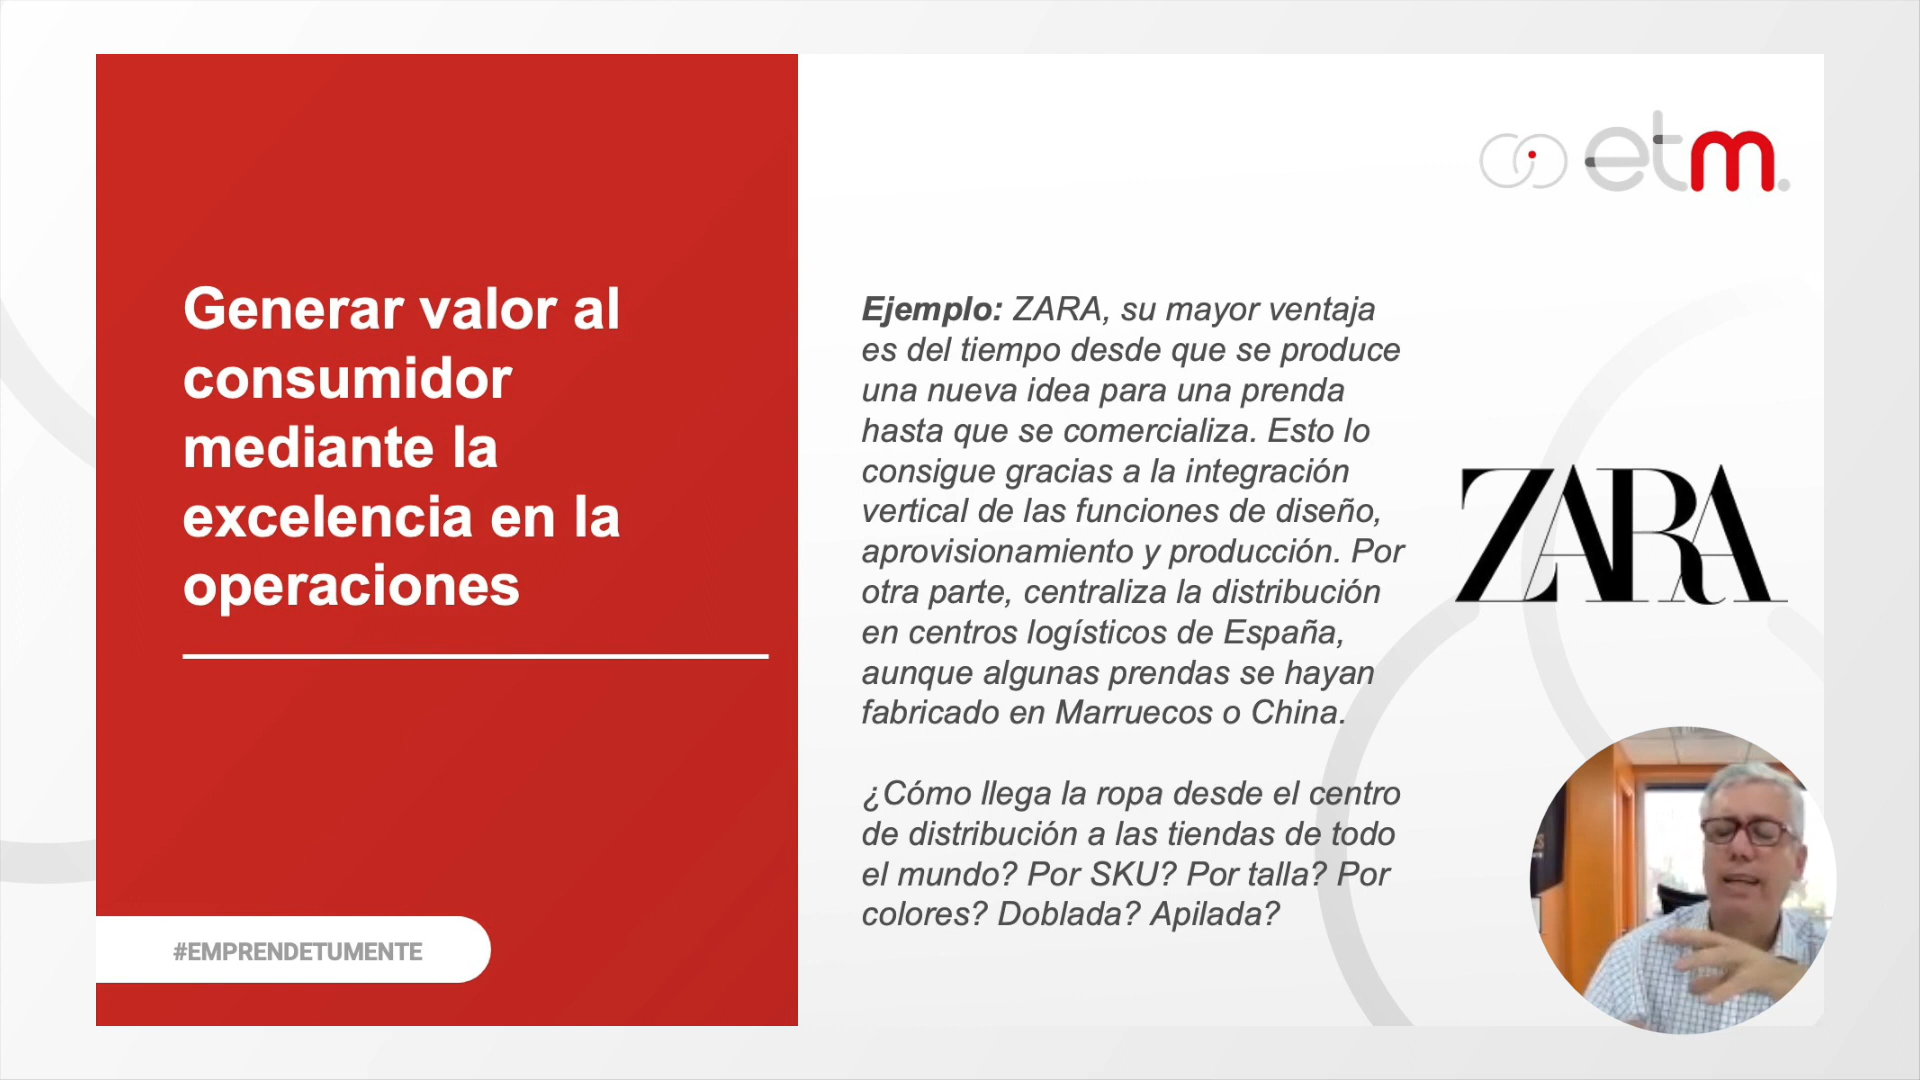 Generar valor al
consumidor
mediante la
excelencia en la
operaciones
#EMPRENDETUMENTE
etm.
Ejemplo: ZARA, su mayor ventaja
es del tiempo desde que se produce
una nueva idea para una prenda
hasta que se comercializa. Esto lo
consigue gracias a la integración
vertical de las funciones de diseño,
aprovisionamiento y producción. Por
otra parte, centraliza la distribución
en centros logísticos de España,
aunque algunas prendas se hayan
fabricado en Marruecos o China.
¿Cómo llega la ropa desde el centro
de distribución a las tiendas de todo
el mundo? Por SKU? Por talla? Por
colores? Doblada? Apilada?
ZARA